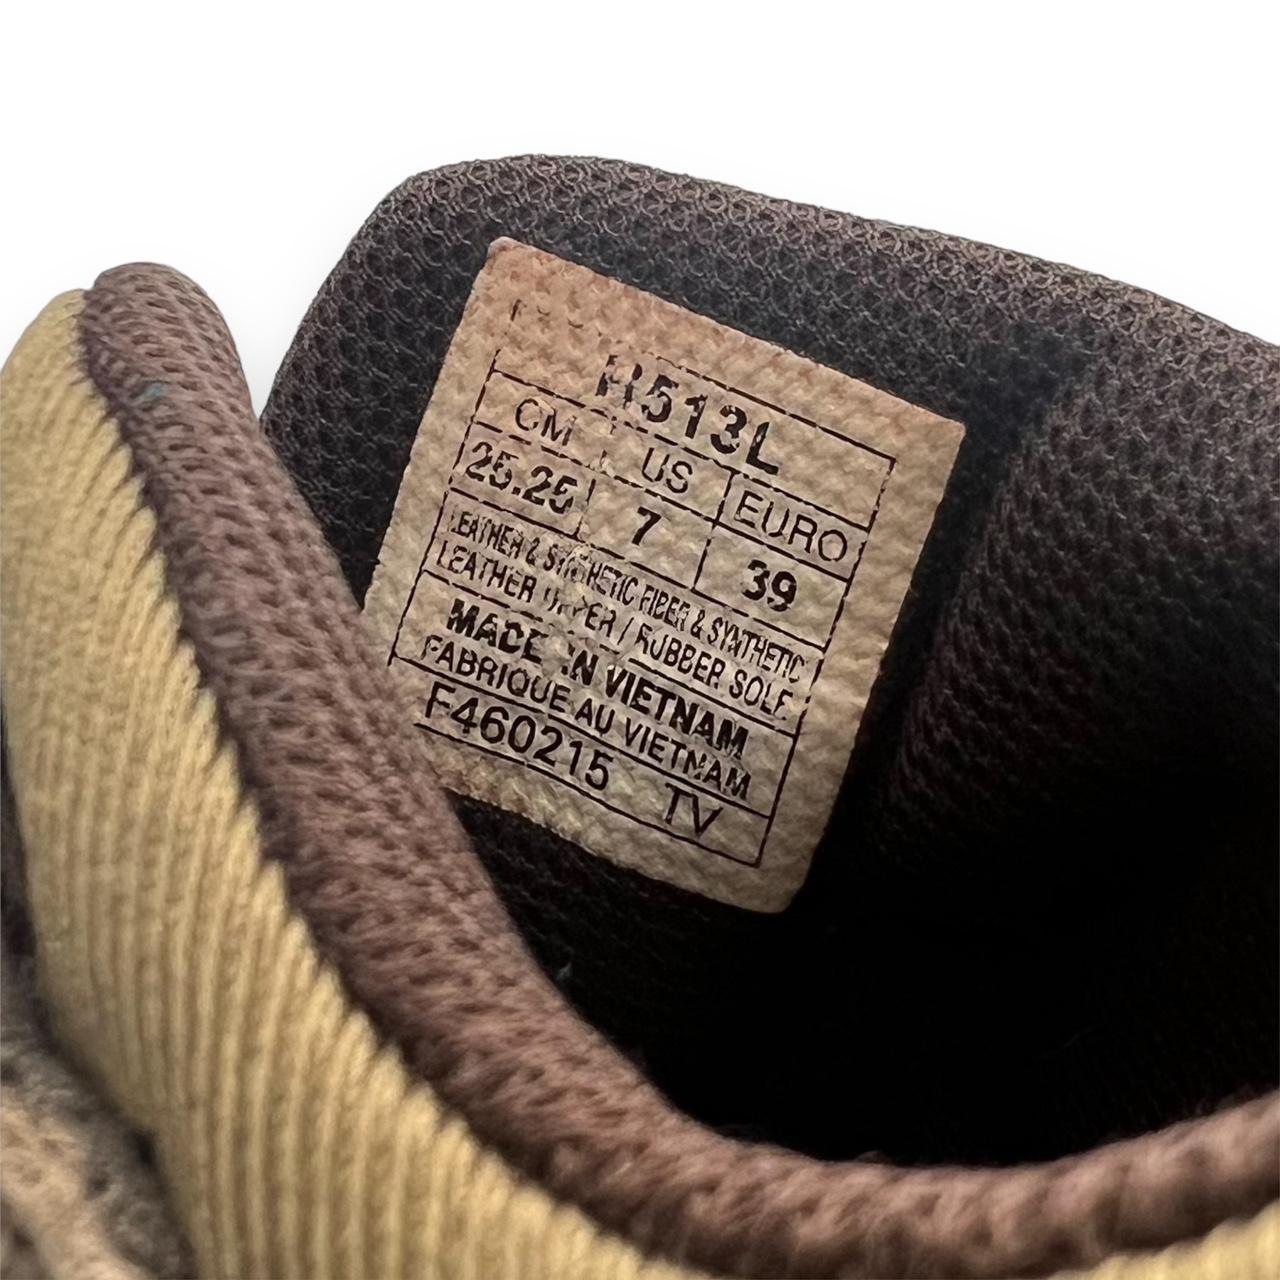 R513L
CM US EURO
25.25 7 39
LEATHER & SYNTHETIC FIBER & SYNTHETIC
LEATHER UPPER / RUBBER SOLE
MADE IN VIETNAM
FABRIQUE AU VIETNAM
F460215 TV